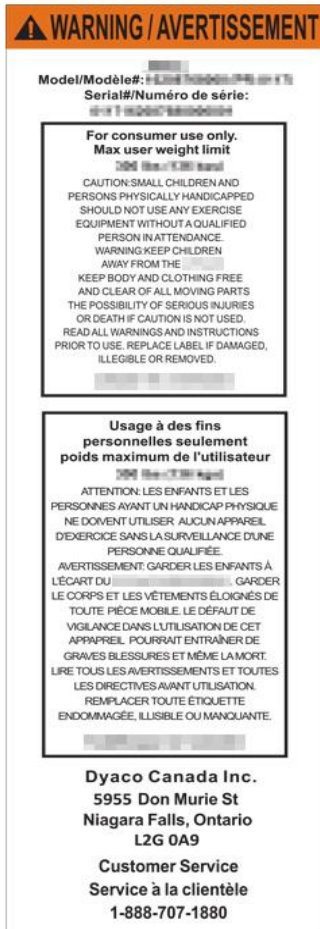 WARNING / AVERTISSEMENT
Model/Modèle#:
Serial#/Numéro de série:
For consumer use only.
Max user weight limit
CAUTION:SMALL CHILDREN AND
PERSONS PHYSICALLY HANDICAPPED
SHOULD NOT USE ANY EXERCISE
EQUIPMENT WITHOUT A QUALIFIED
PERSON IN ATTENDANCE.
WARNING:KEEP CHILDREN
AWAY FROM THE
KEEP BODY AND CLOTHING FREE
AND CLEAR OF ALL MOVING PARTS
THE POSSIBILITY OF SERIOUS INJURIES
OR DEATH IF CAUTION IS NOT USED.
READ ALL WARNINGS AND INSTRUCTIONS
PRIOR TO USE. REPLACE LABEL IF DAMAGED,
ILLEGIBLE OR REMOVED.
Usage à des fins
personnelles seulement
poids maximum de l'utilisateur
ATTENTION: LES ENFANTS ET LES
PERSONNES AYANT UN HANDICAP PHYSIQUE
NE DOIVENT UTILISER AUCUN APPAREIL
D'EXERCICE SANS LA SURVEILLANCE D'UNE
PERSONNE QUALIFIÉE.
AVERTISSEMENT: GARDER LES ENFANTS À
L'ÉCART DU . GARDER
LE CORPS ET LES VÊTEMENTS ÉLOIGNÉS DE
TOUTE PIÈCE MOBILE. LE DÉFAUT DE
VIGILANCE DANS L'UTILISATION DE CET
APPAPREIL POURRAIT ENTRAÎNER DE
GRAVES BLESSURES ET MÊME LA MORT.
LIRE TOUS LES AVERTISSEMENTS ET TOUTES
LES DIRECTIVES AVANT UTILISATION.
REMPLACER TOUTE ÉTIQUETTE
ENDOMMAGÉE, ILLISIBLE OU MANQUANTE.
Dyaco Canada Inc.
5955 Don Murie St
Niagara Falls, Ontario
L2G 0A9
Customer Service
Service à la clientèle
1-888-707-1880